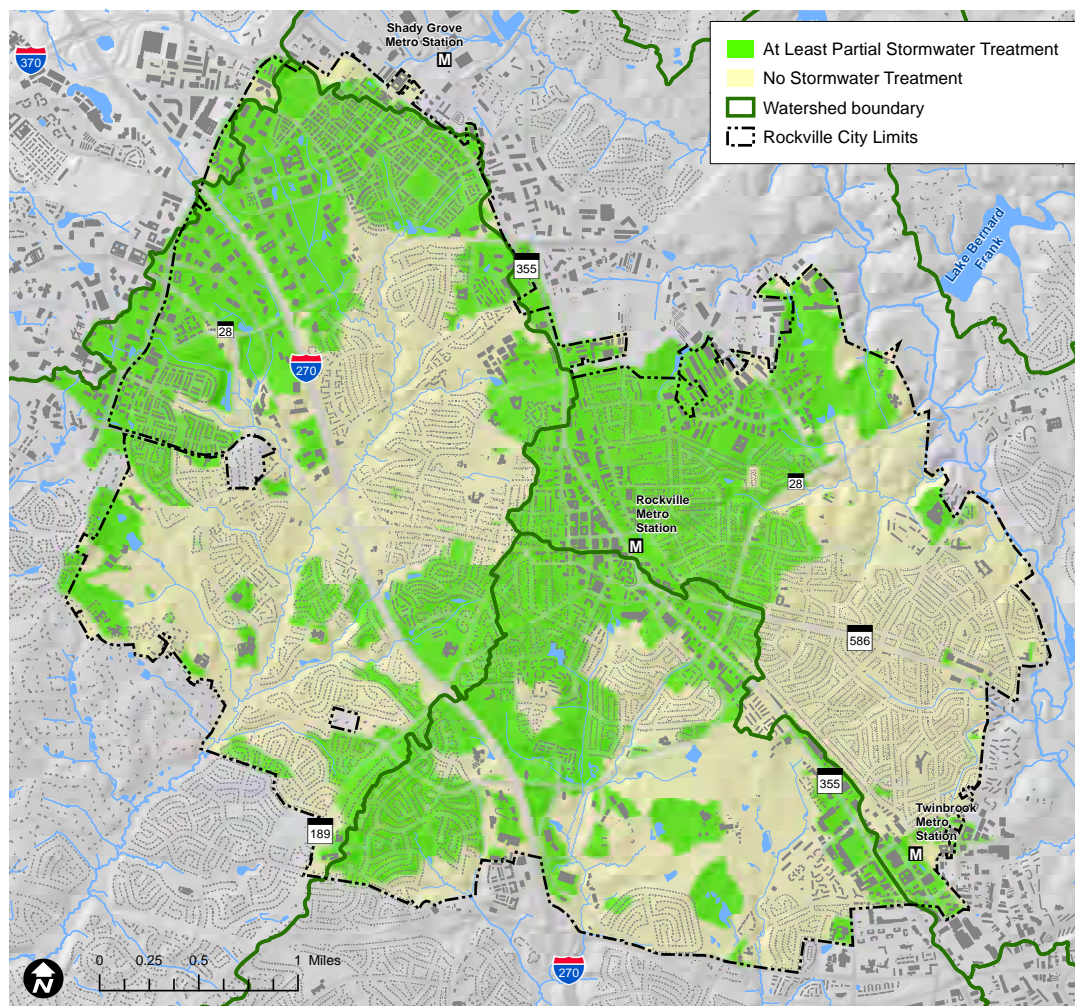 Shady Grove
Metro Station
M
370
At Least Partial Stormwater Treatment
No Stormwater Treatment
Watershed boundary
Rockville City Limits
Lake Bernard
Frank
355
28
270
28
Rockville
Metro
Station
M
586
355
Twinbrook
Metro
Station
M
189
270
N
0 0.25 0.5 1 Miles